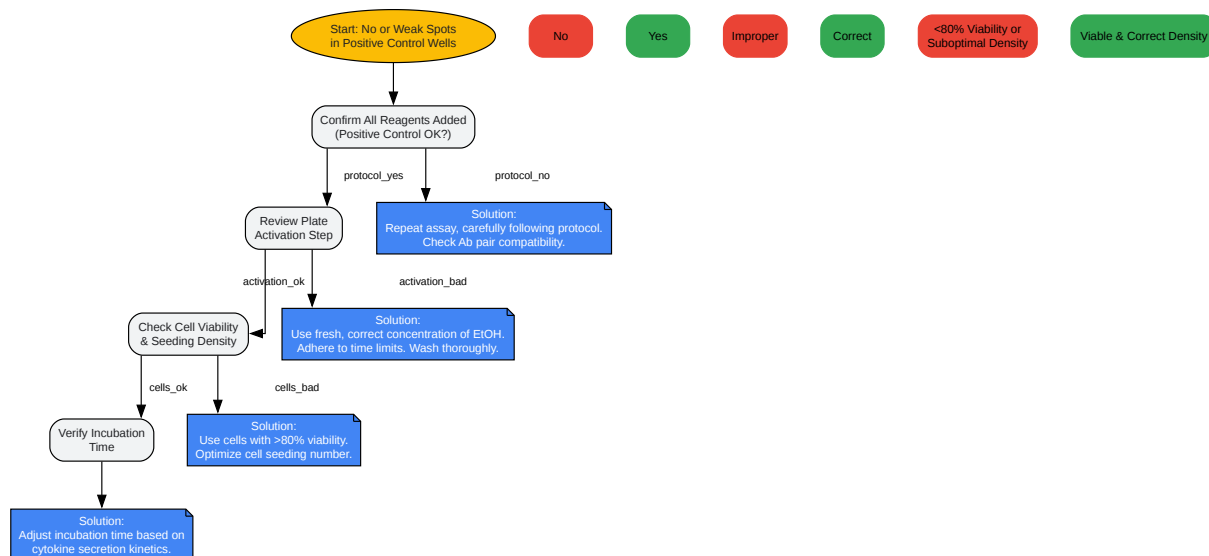 Start: No or Weak Spots
in Positive Control Wells
No
Yes
Improper
Correct
<80% Viability or
Suboptimal Density
Viable & Correct Density
Confirm All Reagents Added
(Positive Control OK?)
protocol_yes
protocol_no
Review Plate
Activation Step
Solution:
Repeat assay, carefully following protocol.
Check Ab pair compatibility.
activation_ok
activation_bad
Check Cell Viability
& Seeding Density
Solution:
Use fresh, correct concentration of EtOH.
Adhere to time limits. Wash thoroughly.
cells_ok
cells_bad
Verify Incubation
Time
Solution:
Use cells with >80% viability.
Optimize cell seeding number.
Solution:
Adjust incubation time based on
cytokine secretion kinetics.